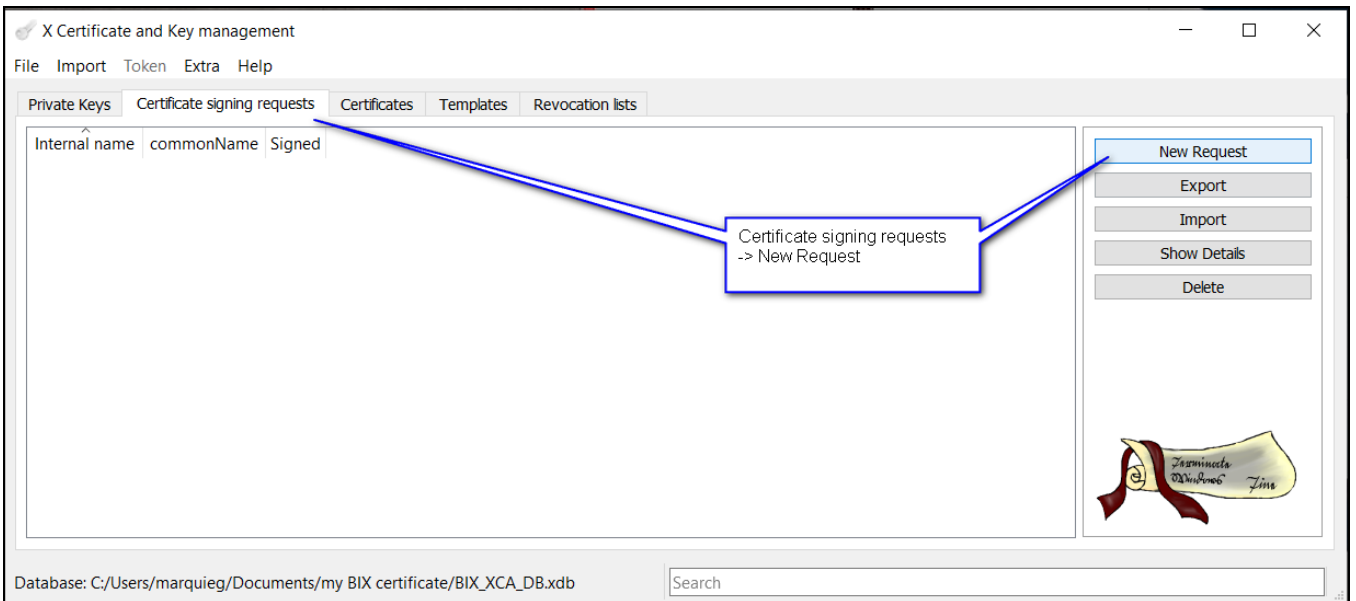 X Certificate and Key management
File Import Token Extra Help
Private Keys Certificate signing requests Certificates Templates Revocation lists
Internal name commonName Signed
New Request
Export
Import
Show Details
Delete
Certificate signing requests
-> New Request
Database: C:/Users/marquieg/Documents/my BIX certificate/BIX_XCA_DB.xdb
Search